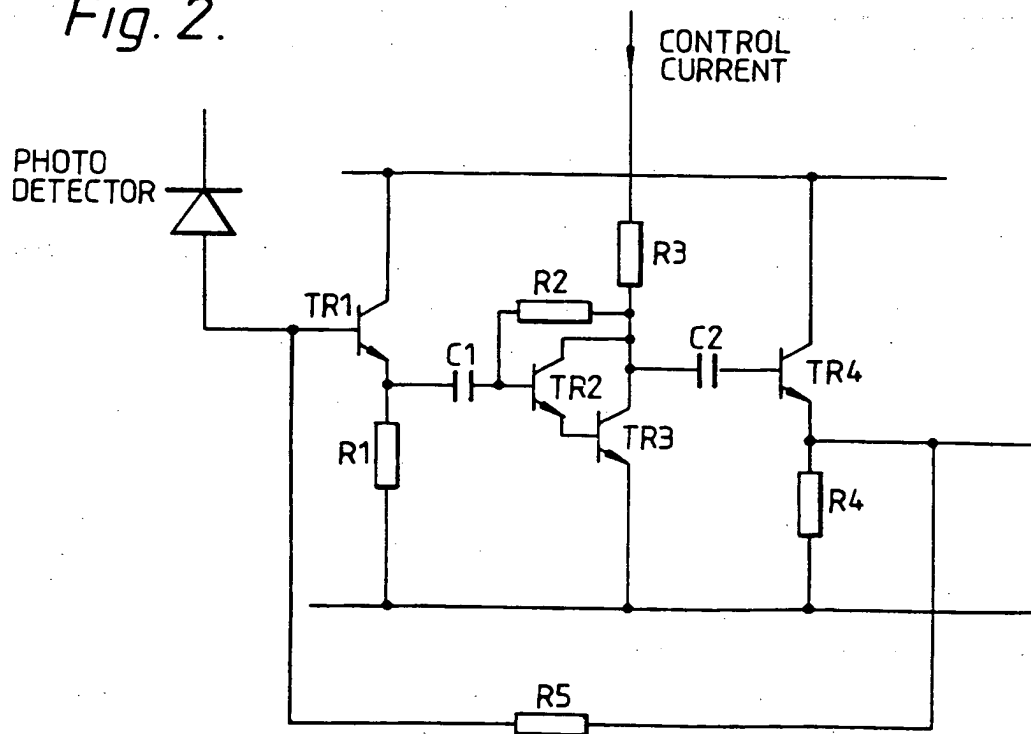 Fig. 2.
CONTROL
CURRENT
PHOTO
DETECTOR
R3
R2
TR1
C1
C2
TR2
TR4
TR3
R1
R4
R5